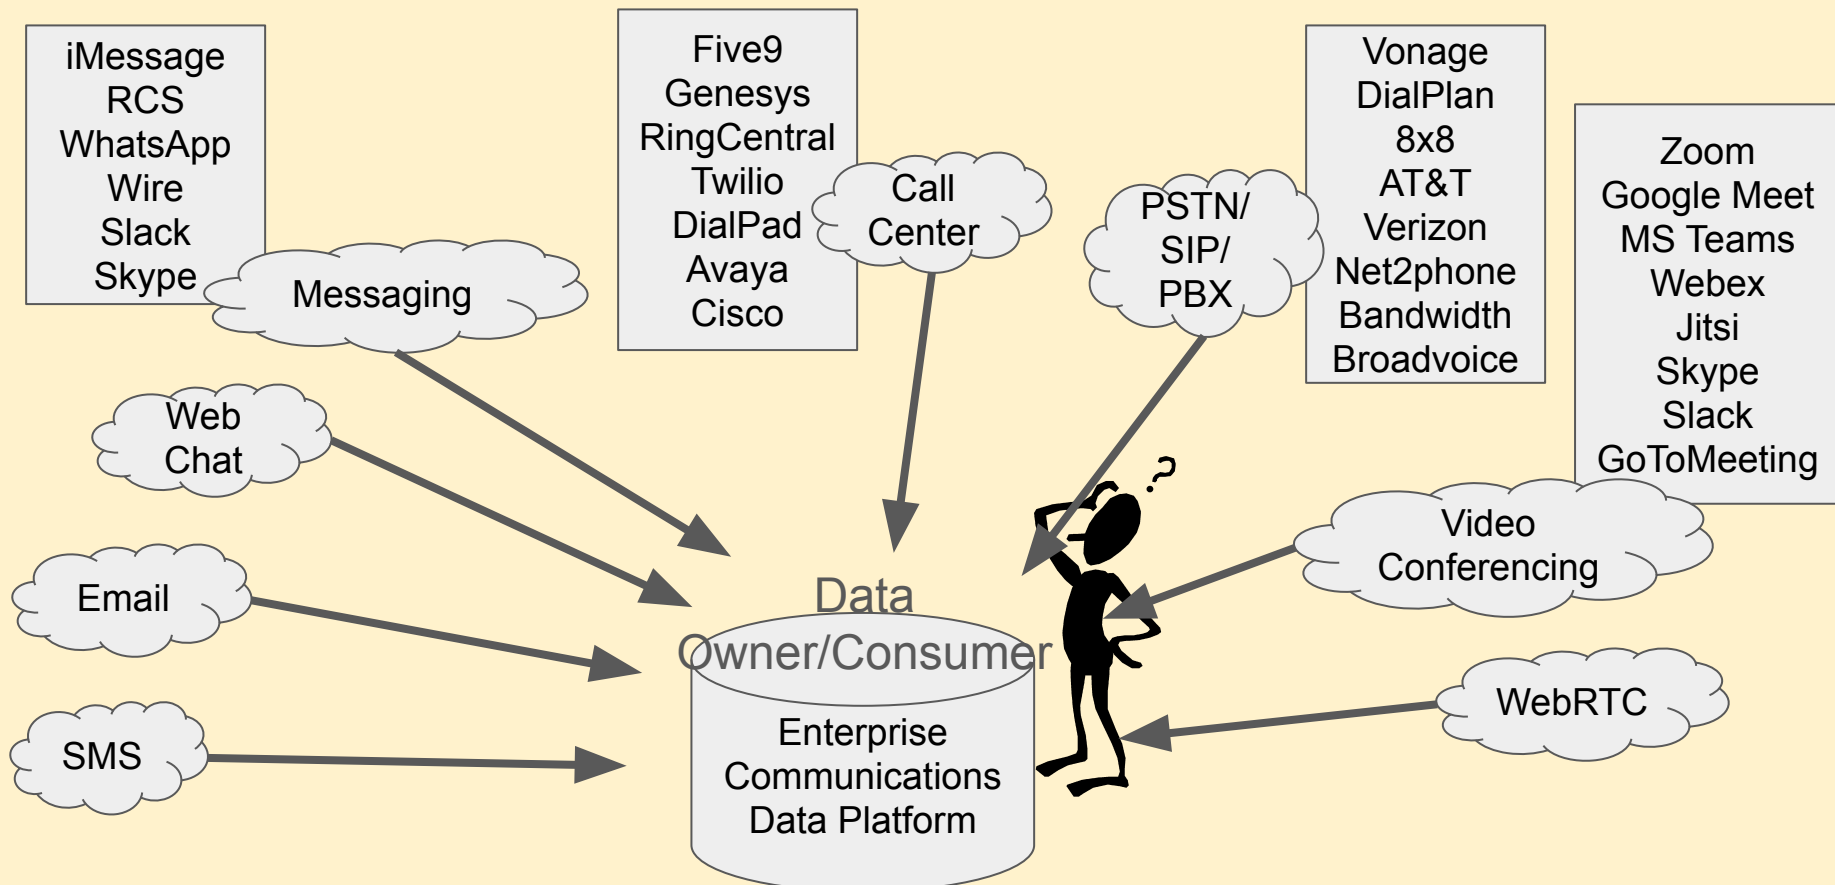 iMessage
RCS
WhatsApp
Wire
Slack
Skype
Messaging
Five9
Genesys
RingCentral
Twilio
DialPad
Avaya
Cisco
Call
Center
PSTN/
SIP/
PBX
Vonage
DialPlan
8x8
AT&T
Verizon
Net2phone
Bandwidth
Broadvoice
Zoom
Google Meet
MS Teams
Webex
Jitsi
Skype
Slack
GoToMeeting
Web
Chat
?
Video
Conferencing
Email
Data
Owner/Consumer
WebRTC
SMS
Enterprise
Communications
Data Platform